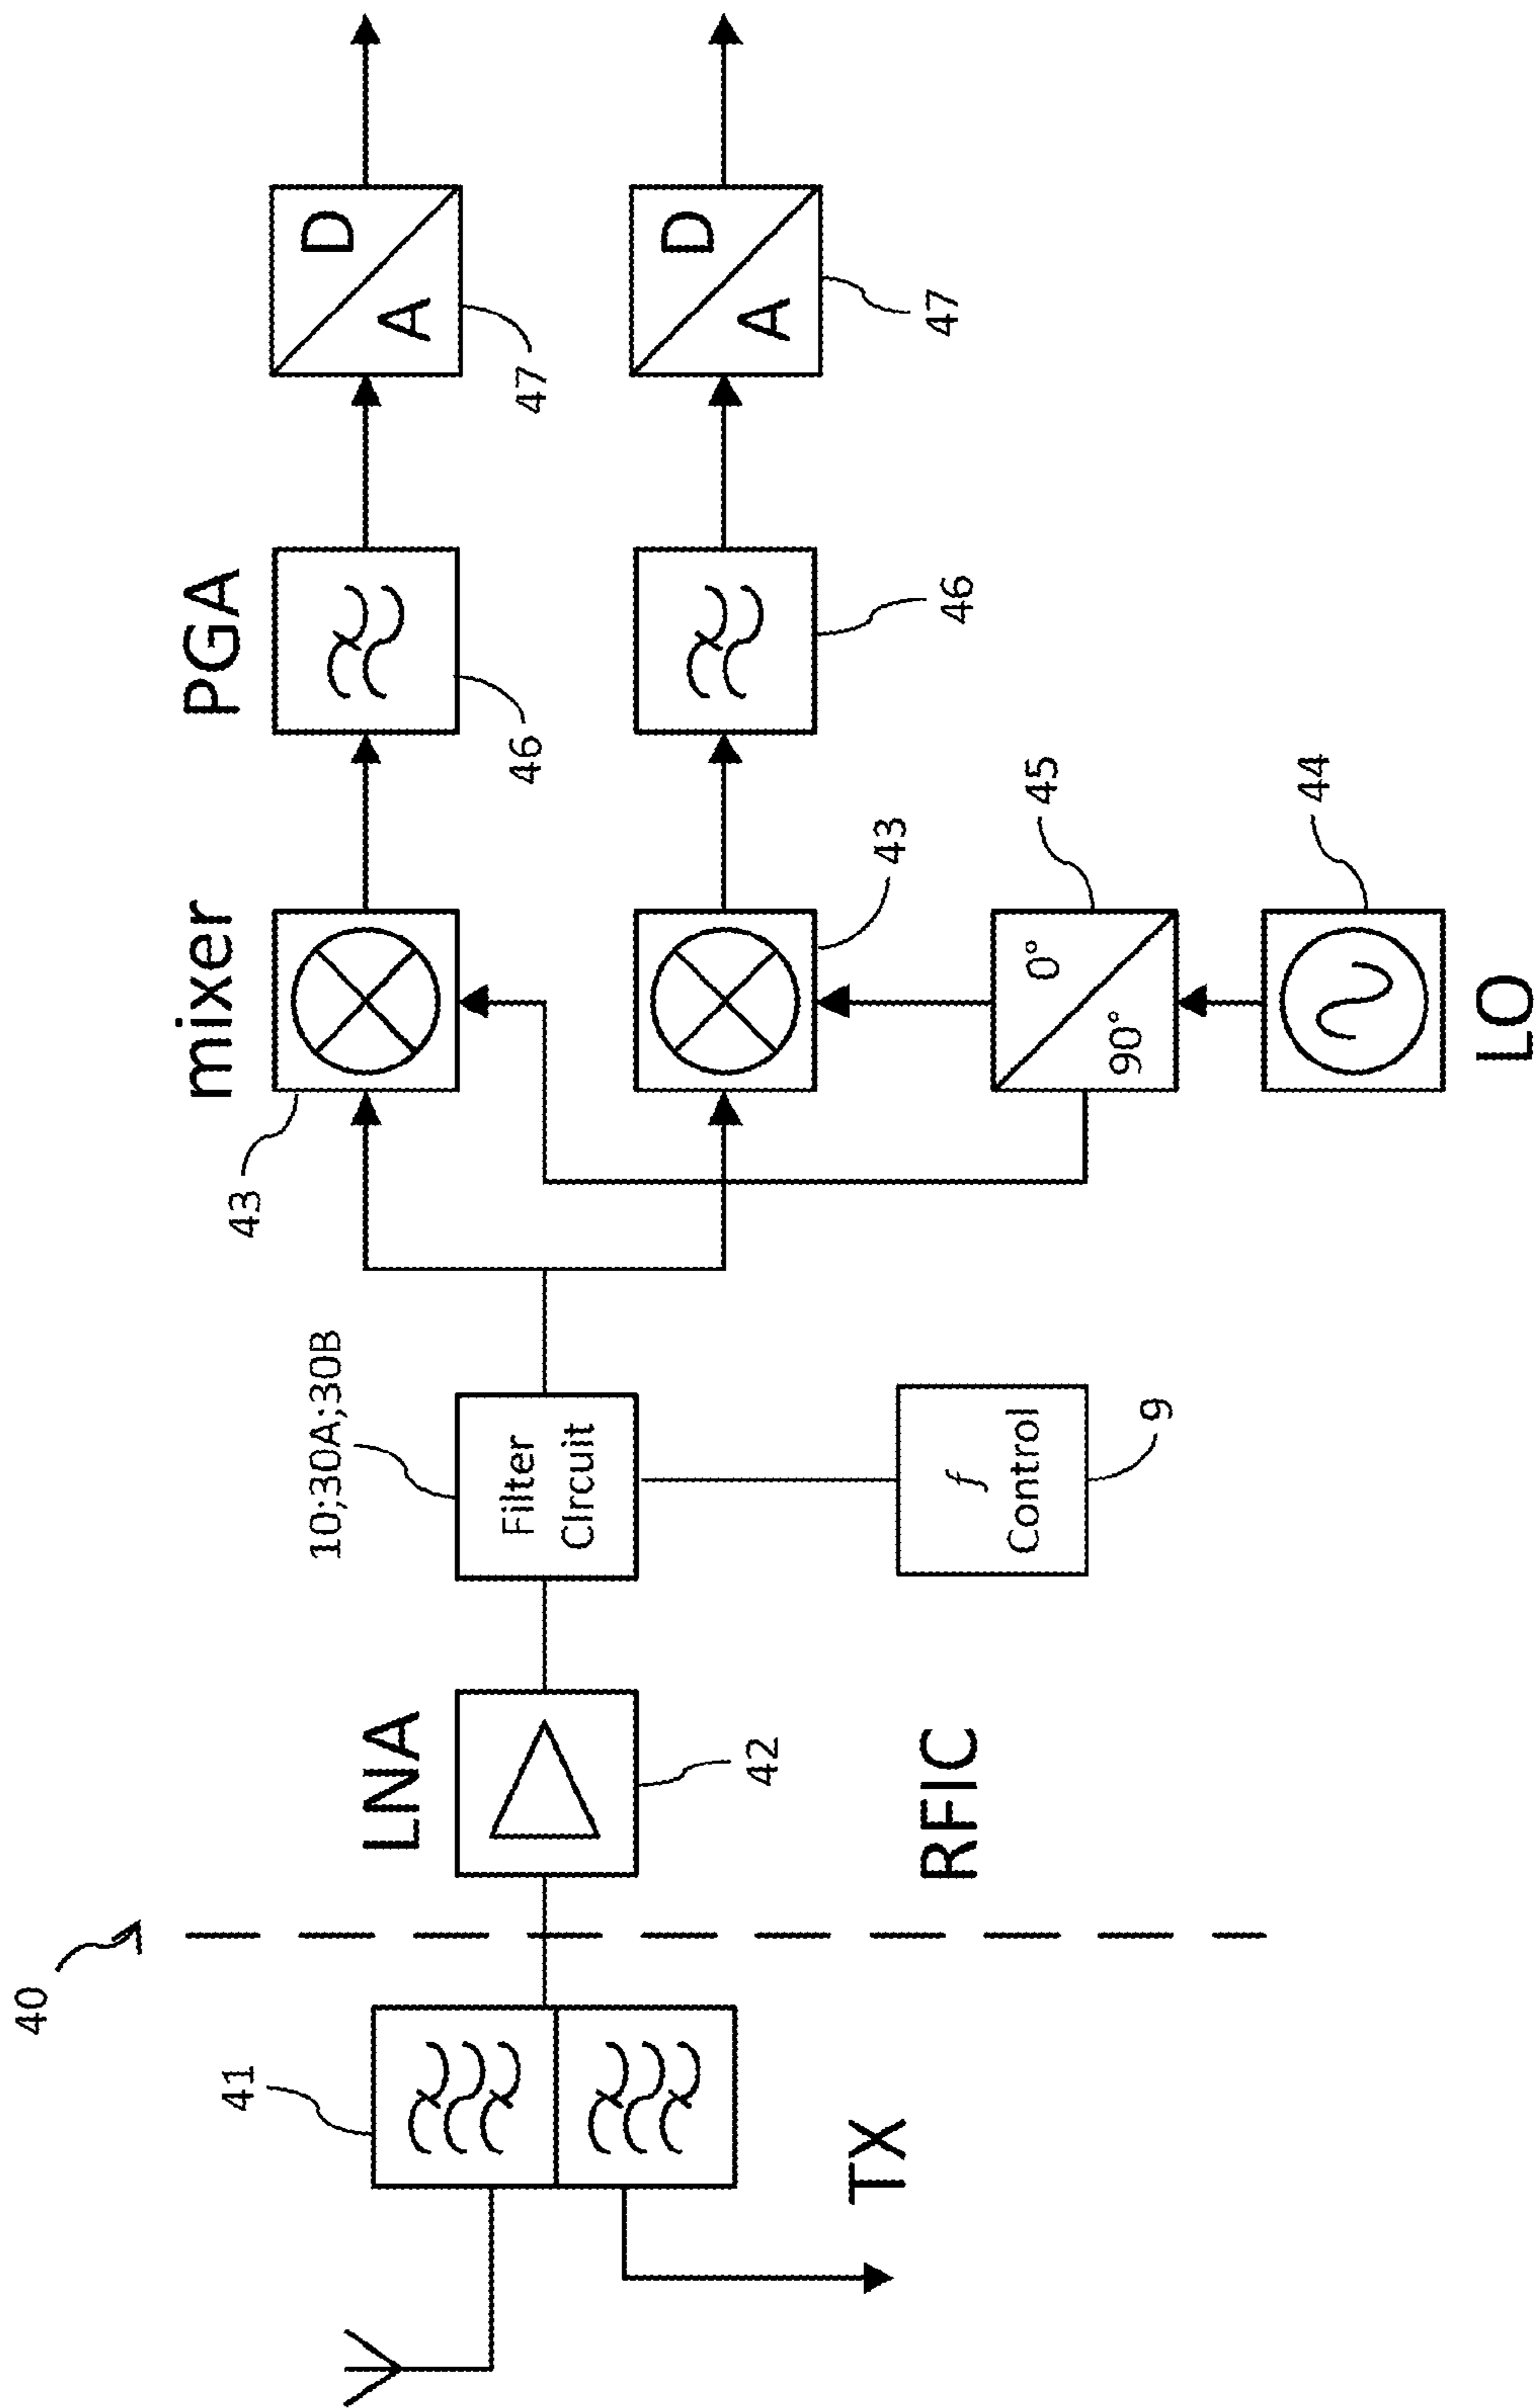 40
41
TX
LNA
42
RFIC
10;30A;30B
Filter
CIrcuit
f
Control
9
mixer
43
43
0°
90°
45
44
LO
PGA
46
46
D
A
47
D
A
47